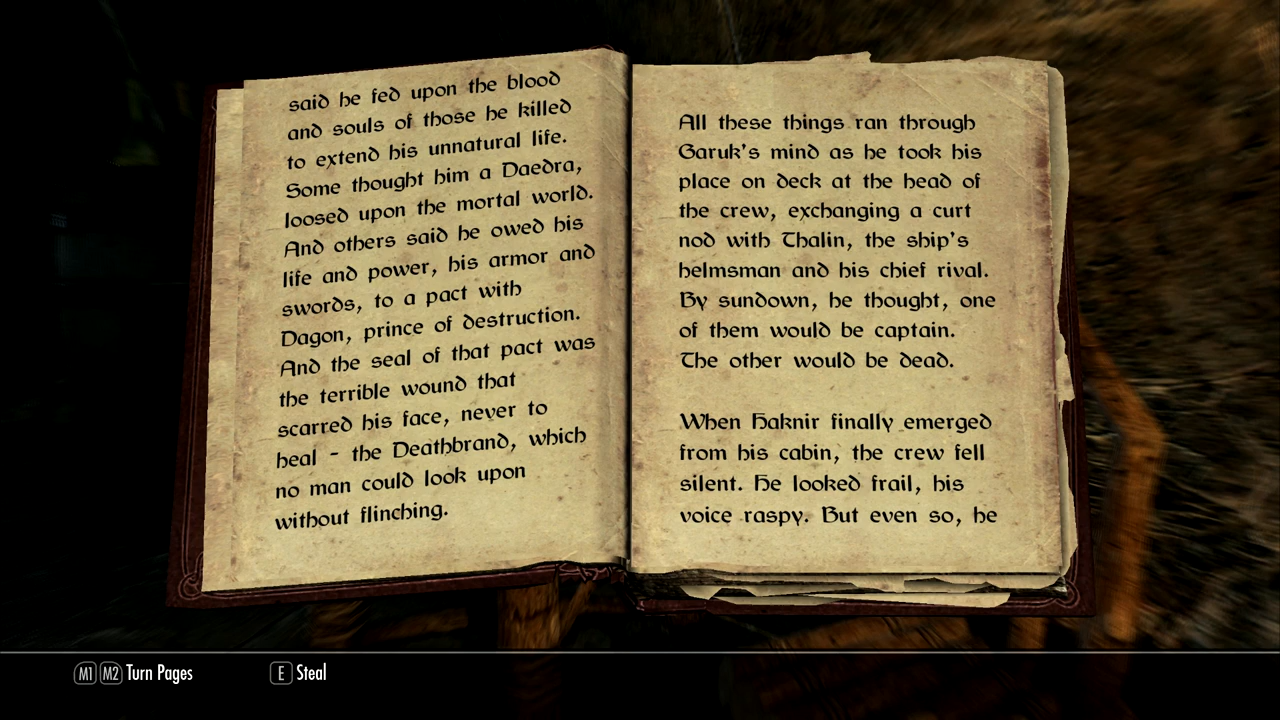 said he fed upon the blood
and souls of those he killed
to extend his unnatural life.
Some thought him a Daedra,
loosed upon the mortal world.
And others said he owed his
life and power, his armor and
swords, to a pact with
Dagon, prince of destruction.
And the seal of that pact was
the terrible wound that
scarred his face, never to
heal - the Deathbrand, which
no man could look upon
without flinching.
All these things ran through
Garuk's mind as he took his
place on deck at the head of
the crew, exchanging a curt
nod with Thalin, the ship's
helmsman and his chief rival.
By sundown, he thought, one
of them would be captain.
The other would be dead.
When Haknir finally emerged
from his cabin, the crew fell
silent. He looked frail, his
voice raspy. But even so, he
M1 M2 Turn Pages
E Steal